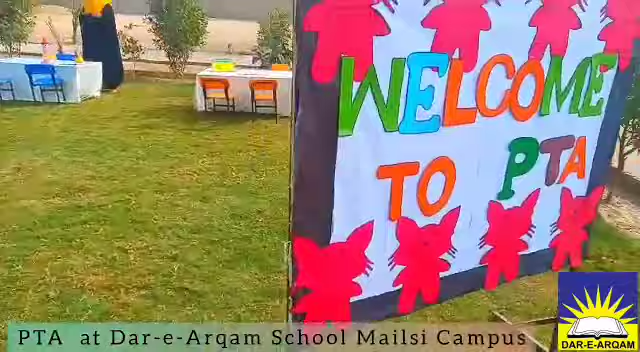 WELCOME
TO PTA
PTA at Dar-e-Arqam School Mailsi Campus
DAR-E-ARQAM